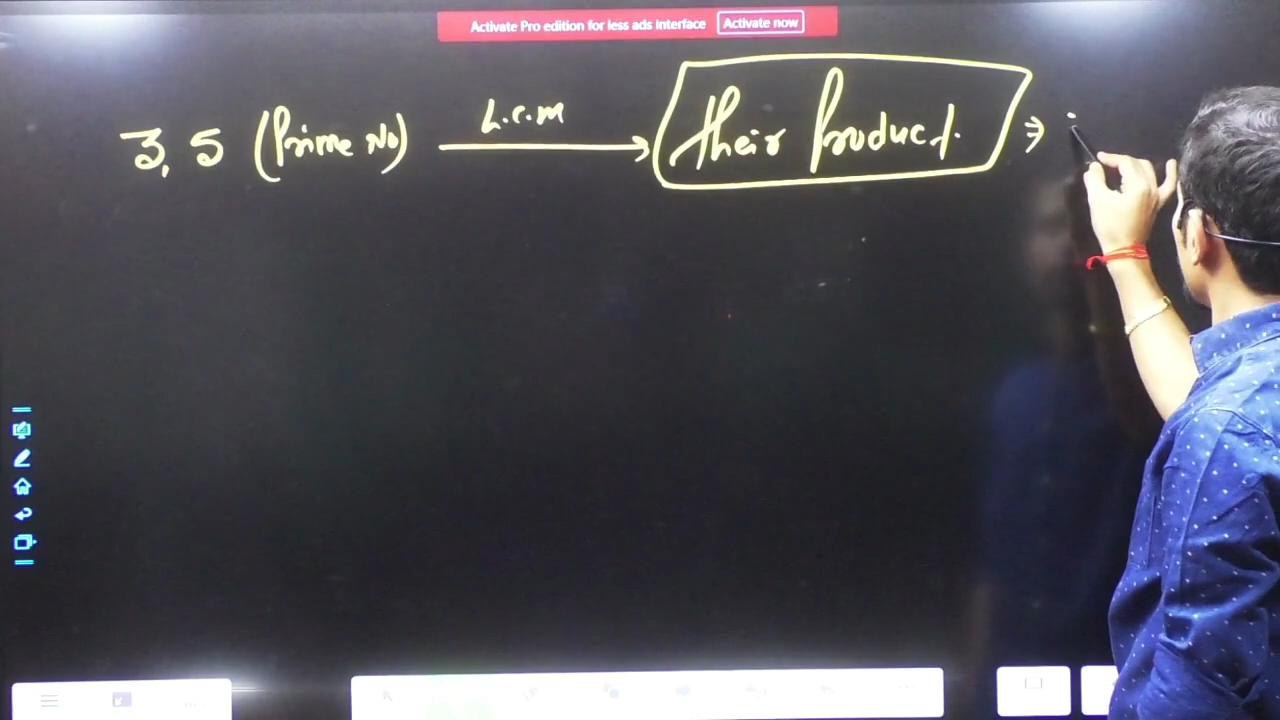 Activate Pro edition for less ads interface Activate now
3, 5 (Prime No) L.C.M their Product. ⇒